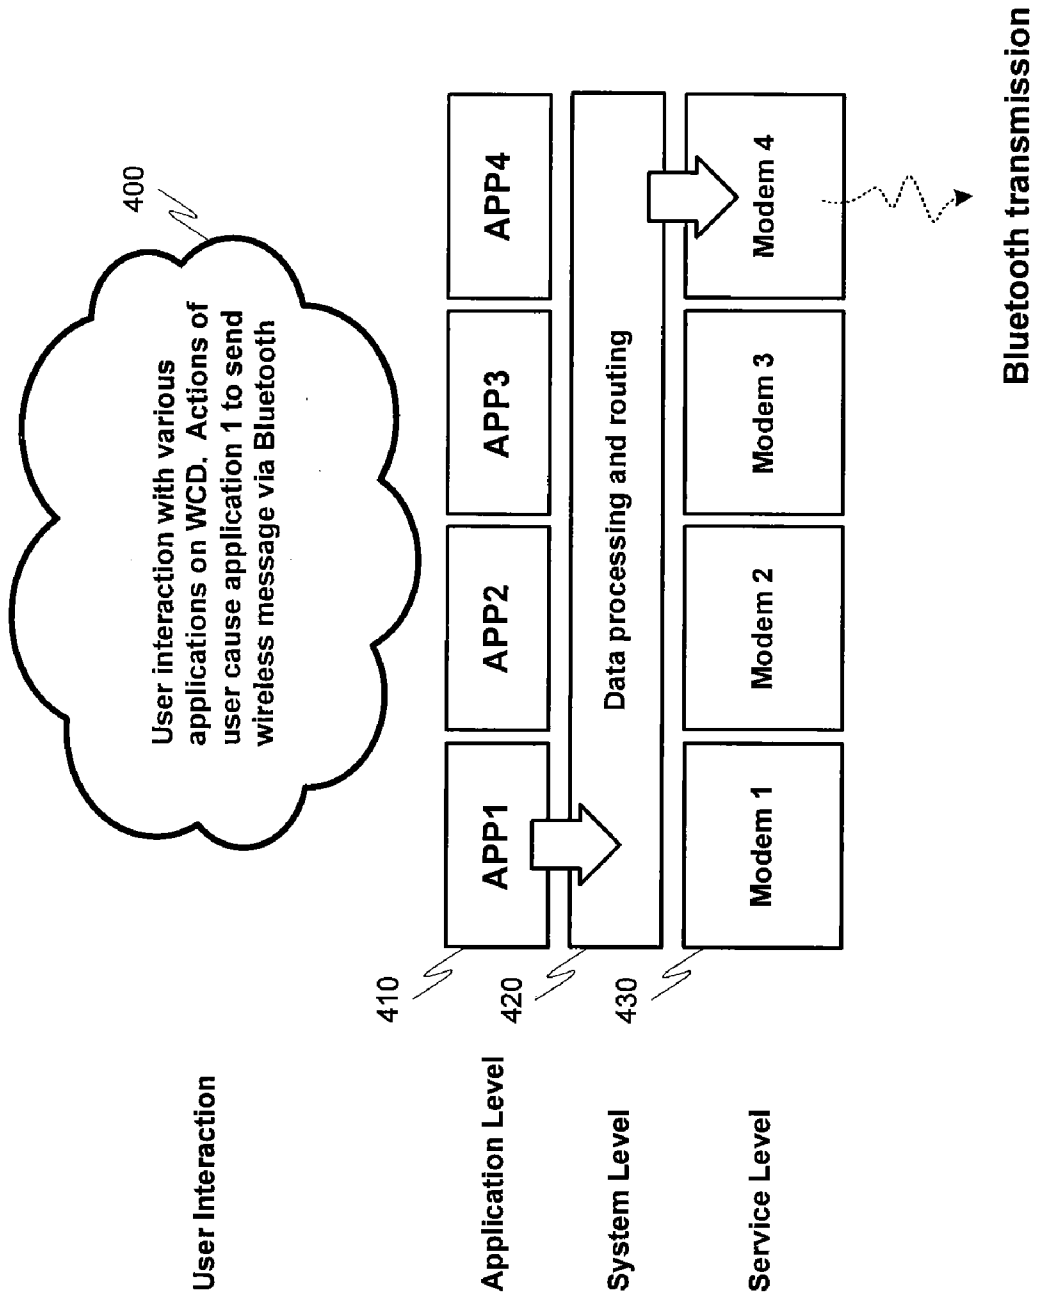 User Interaction
400
User interaction with various
applications on WCD. Actions of
user cause application 1 to send
wireless message via Bluetooth
Application Level
410
APP1
APP2
APP3
APP4
System Level
420
Data processing and routing
Service Level
430
Modem 1
Modem 2
Modem 3
Modem 4
Bluetooth transmission